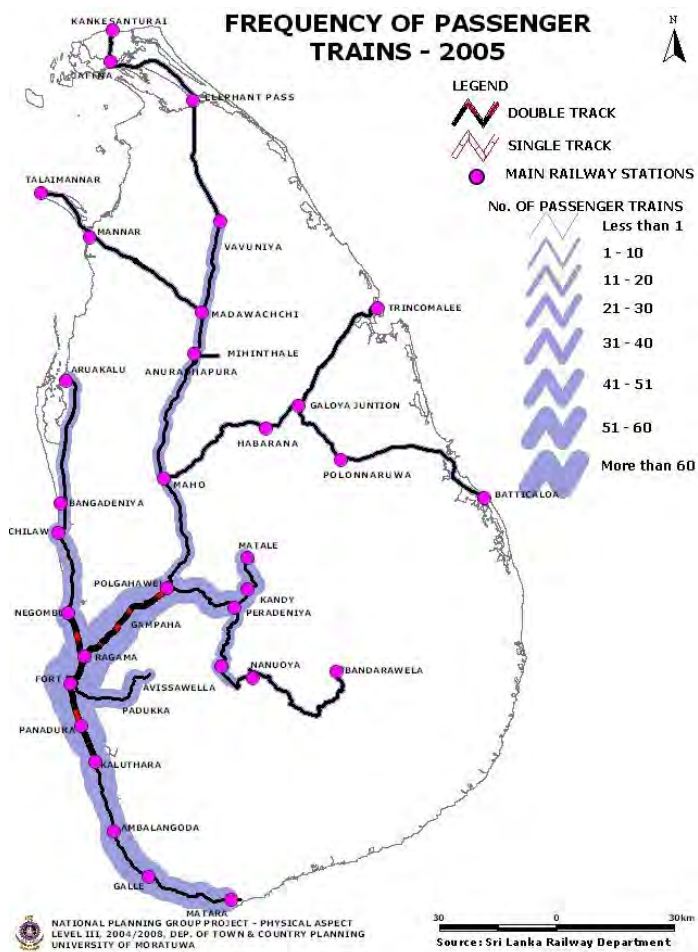 FREQUENCY OF PASSENGER
TRAINS - 2005
N
LEGEND
DOUBLE TRACK
SINGLE TRACK
MAIN RAILWAY STATIONS
No. OF PASSENGER TRAINS
Less than 1
1 - 10
11 - 20
21 - 30
31 - 40
41 - 51
51 - 60
More than 60
KANKESANTURAI
JAFFNA
ELEPHANT PASS
TALAIMANNAR
MANNAR
VAVUNIYA
MADAWACHCHI
TRINCOMALEE
MIHINTHALE
ANURADHAPURA
ARUAKALU
GALOYA JUNTION
HABARANA
POLONNARUWA
MAHO
BATTICALOA
BANGADENIYA
CHILAW
MATALE
POLGAHAWEL
KANDY
PERADENIYA
NEGOMBO
GAMPAHA
RAGAMA
NANUOYA
BANDARAWELA
FORT
AVISSAWELLA
PADUKKA
PANADURA
KALUTHARA
AMBALANGODA
GALLE
MATARA
NATIONAL PLANNING GROUP PROJECT - PHYSICAL ASPECT
LEVEL III, 2004/2008, DEP. OF TOWN & COUNTRY PLANNING
UNIVERSITY OF MORATUWA
30 0 30km
Source: Sri Lanka Railway Department